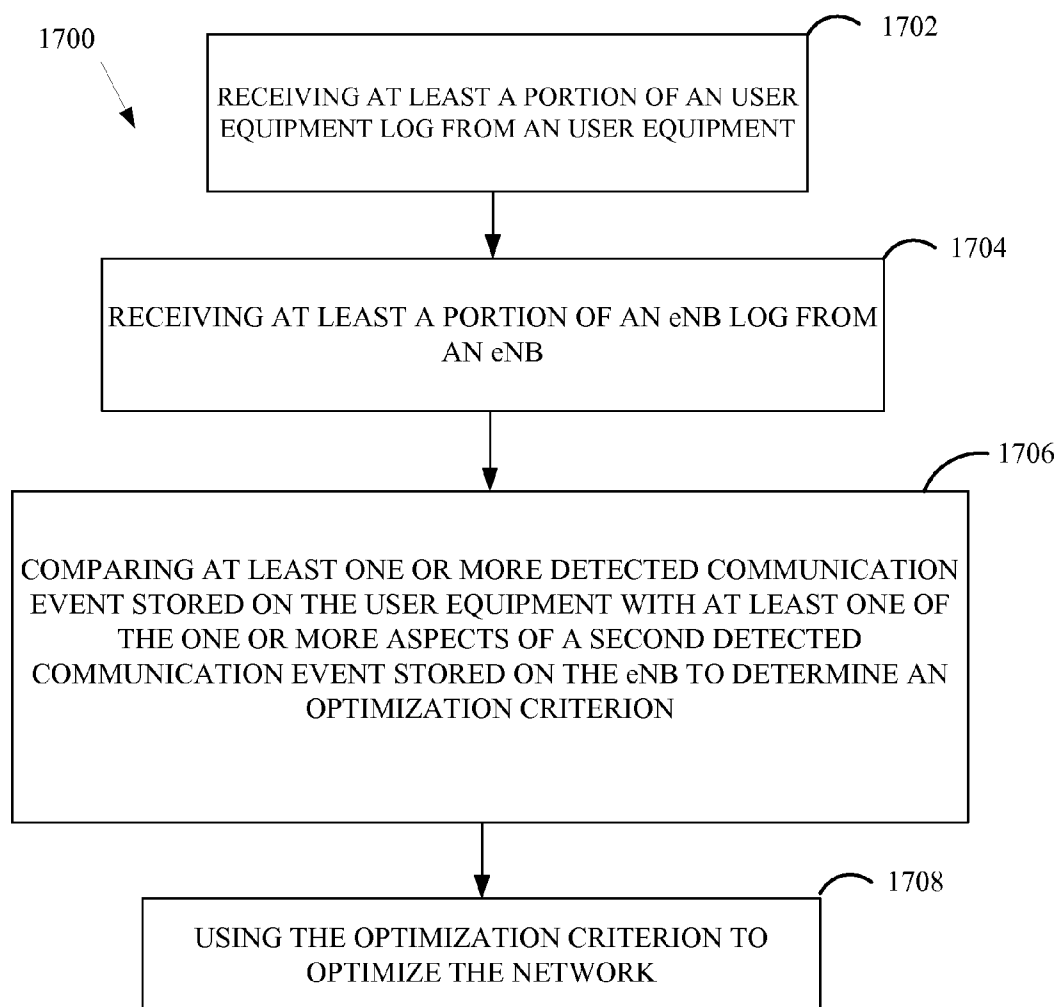 1700
1702
RECEIVING AT LEAST A PORTION OF AN USER
EQUIPMENT LOG FROM AN USER EQUIPMENT
1704
RECEIVING AT LEAST A PORTION OF AN eNB LOG FROM
AN eNB
1706
COMPARING AT LEAST ONE OR MORE DETECTED COMMUNICATION
EVENT STORED ON THE USER EQUIPMENT WITH AT LEAST ONE OF
THE ONE OR MORE ASPECTS OF A SECOND DETECTED
COMMUNICATION EVENT STORED ON THE eNB TO DETERMINE AN
OPTIMIZATION CRITERION
1708
USING THE OPTIMIZATION CRITERION TO
OPTIMIZE THE NETWORK